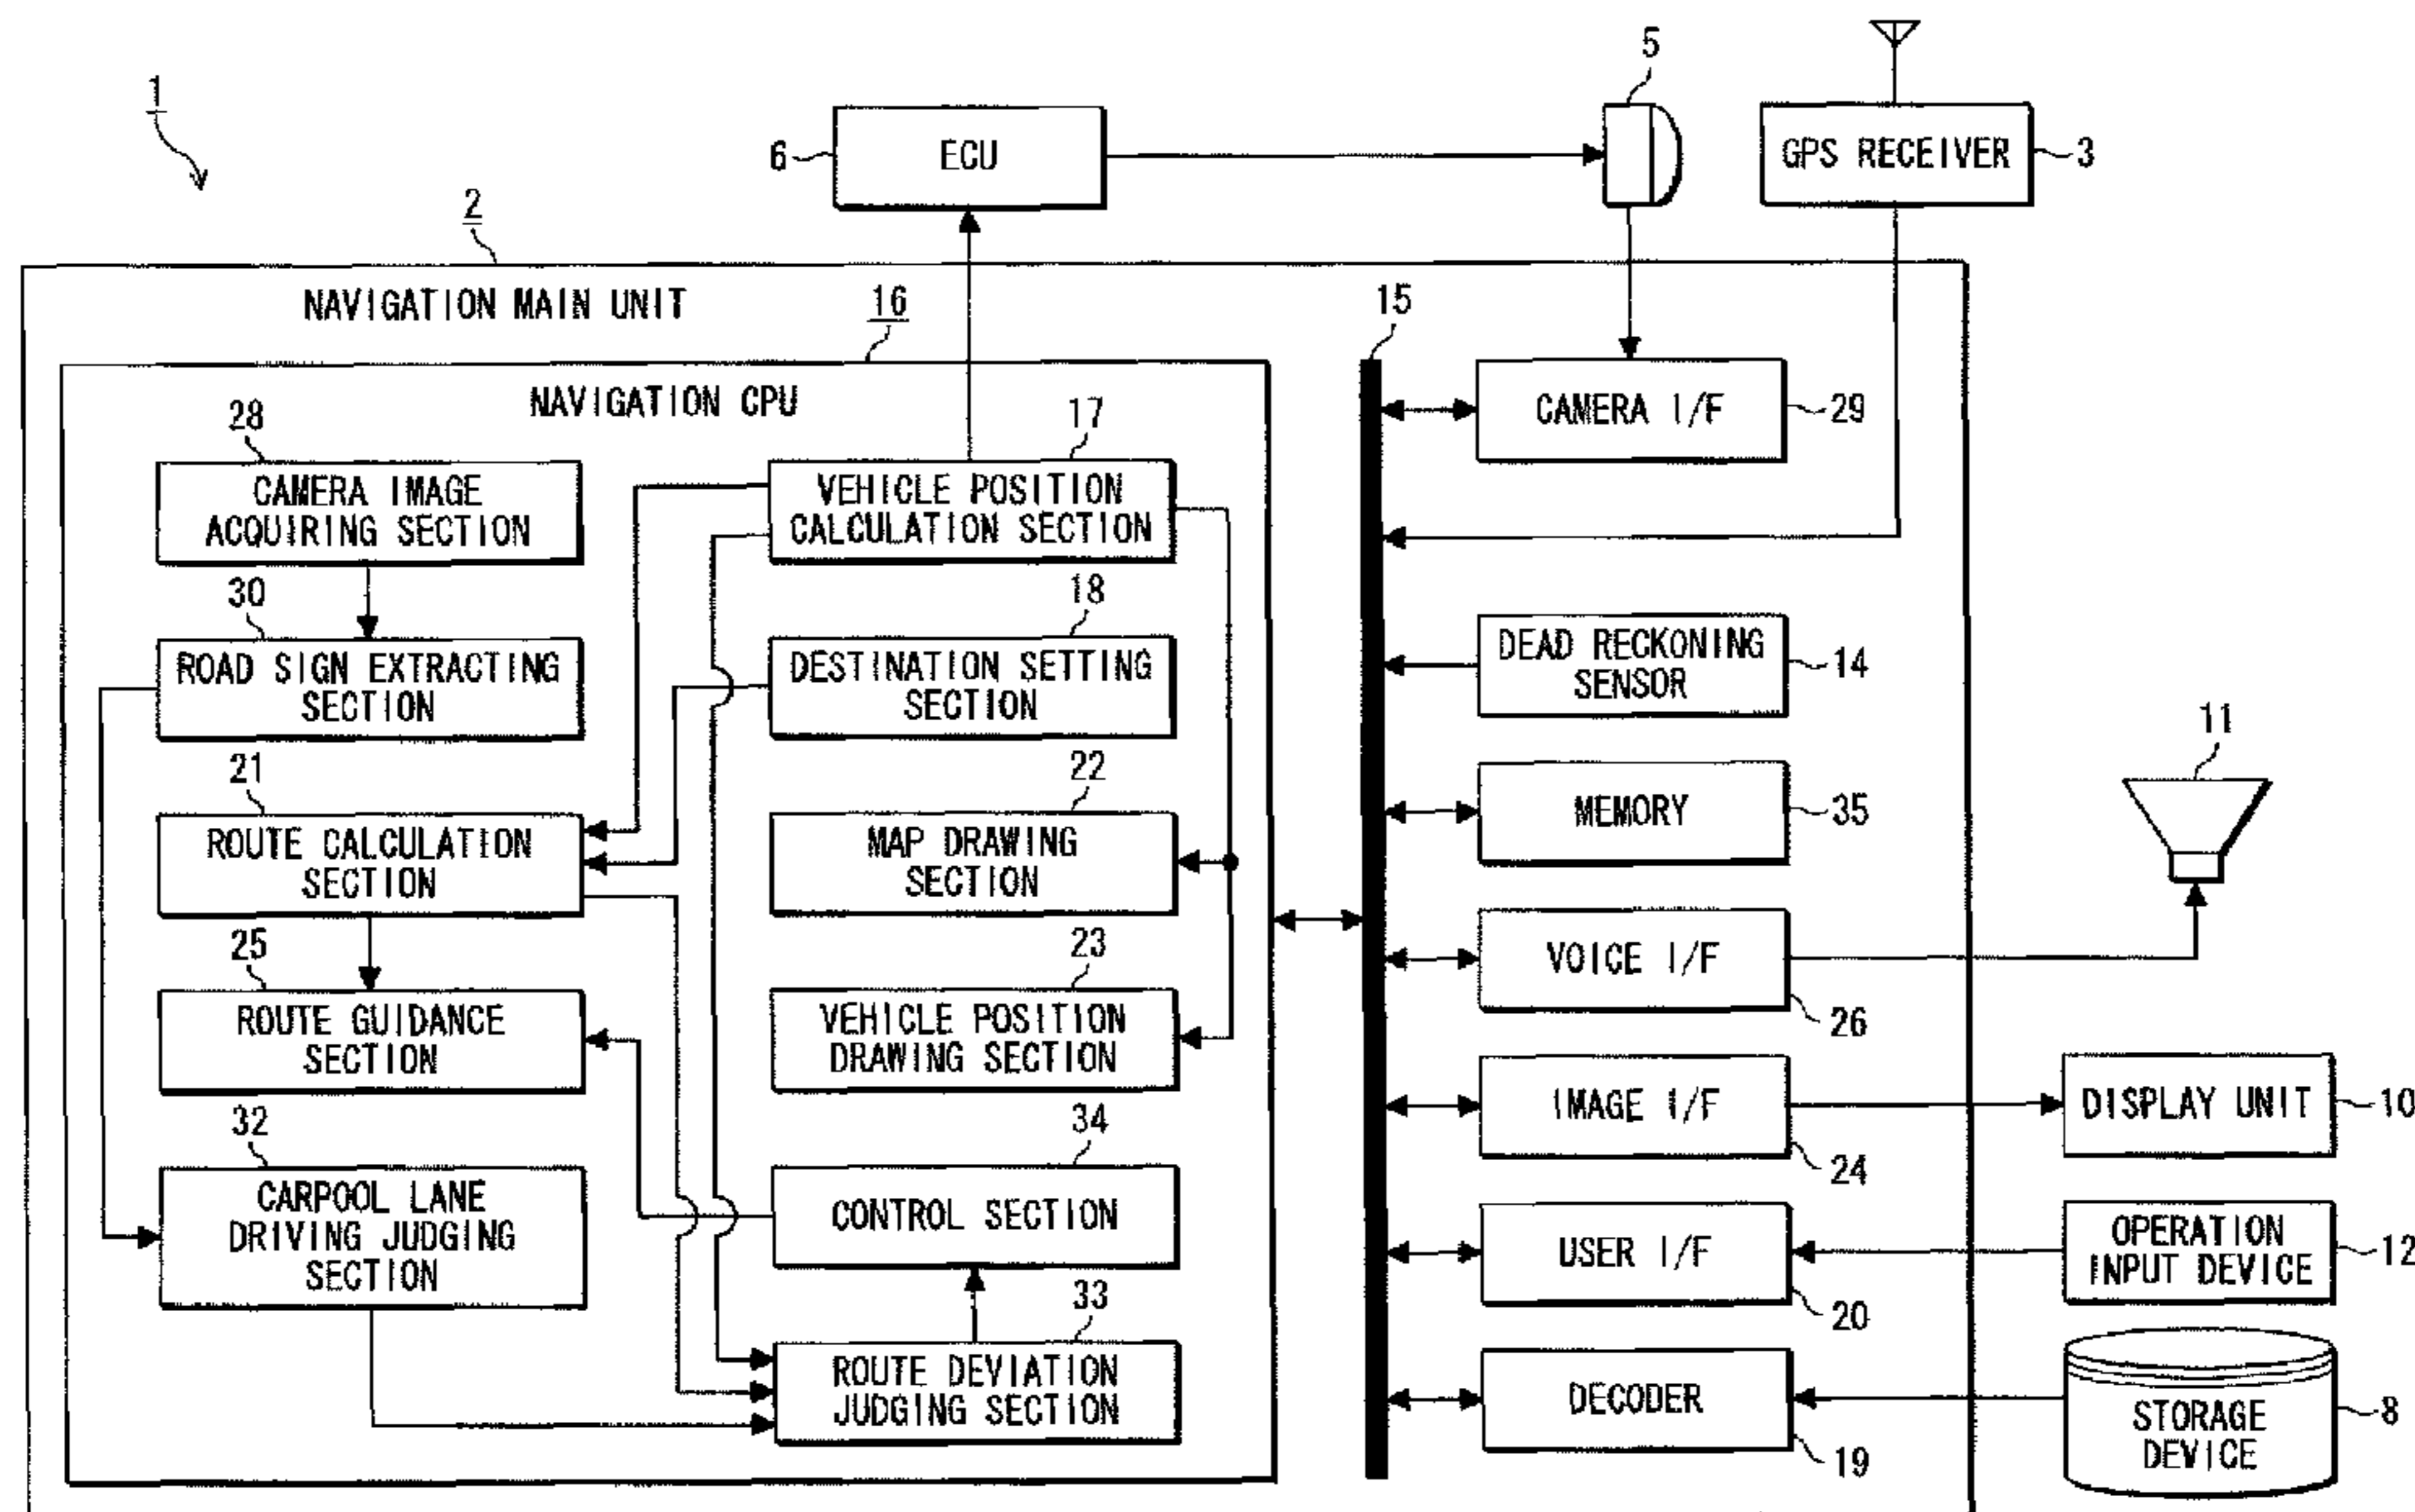 1
5
6
ECU
GPS RECEIVER
3
2
NAVIGATION MAIN UNIT
16
15
NAVIGATION CPU
28
CAMERA IMAGE
ACQUIRING SECTION
17
VEHICLE POSITION
CALCULATION SECTION
CAMERA I/F
29
30
ROAD SIGN EXTRACTING
SECTION
18
DESTINATION SETTING
SECTION
DEAD RECKONING
SENSOR
14
21
ROUTE CALCULATION
SECTION
22
MAP DRAWING
SECTION
MEMORY
35
11
25
ROUTE GUIDANCE
SECTION
23
VEHICLE POSITION
DRAWING SECTION
VOICE I/F
26
32
CARPOOL LANE
DRIVING JUDGING
SECTION
34
CONTROL SECTION
IMAGE I/F
24
DISPLAY UNIT
10
USER I/F
20
OPERATION
INPUT DEVICE
12
33
ROUTE DEVIATION
JUDGING SECTION
DECODER
19
STORAGE
DEVICE
8